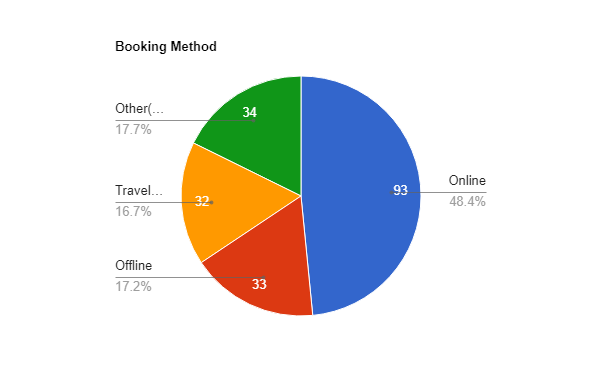 Booking Method
Other(...
17.7%
34
Online
48.4%
93
Travel...
16.7%
32
Offline
17.2%
33